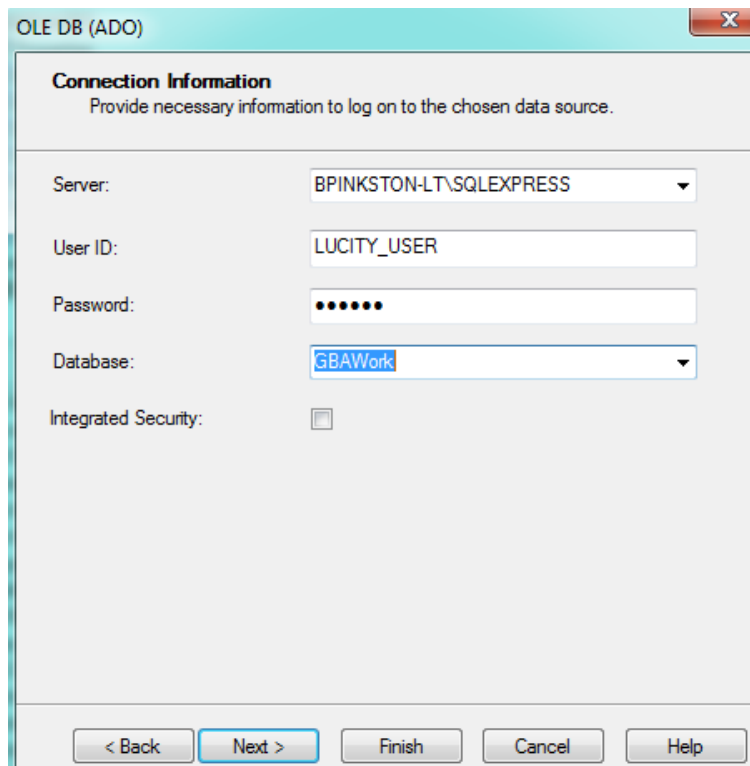 OLE DB (ADO)
Connection Information
Provide necessary information to log on to the chosen data source.
Server: BPINKSTON-LT\SQLEXPRESS
User ID: LUCITY_USER
Password: ●●●●●●
Database: GBAWork
Integrated Security:
< Back Next > Finish Cancel Help